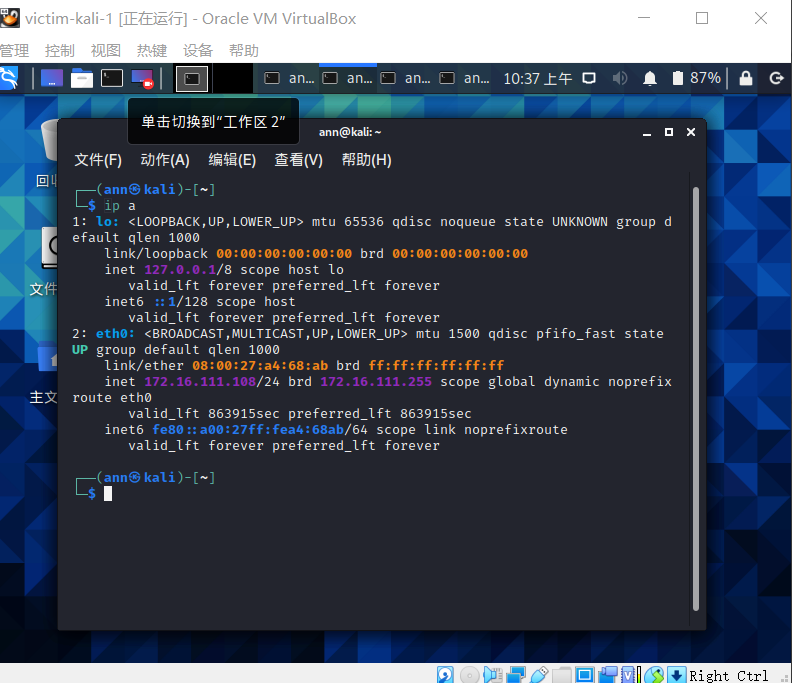 victim-kali-1 [正在运行] - Oracle VM VirtualBox
管理 控制 视图 热键 设备 帮助
an... an... an... an... 10:37 上午 87%
单击切换到“工作区 2”
ann@kali: ~
文件(F) 动作(A) 编辑(E) 查看(V) 帮助(H)
回收
文件
主文
┌──(ann㉿kali)-[~]
└─$ ip a
1: lo: <LOOPBACK,UP,LOWER_UP> mtu 65536 qdisc noqueue state UNKNOWN group d
efault qlen 1000
    link/loopback 00:00:00:00:00:00 brd 00:00:00:00:00:00
    inet 127.0.0.1/8 scope host lo
       valid_lft forever preferred_lft forever
    inet6 ::1/128 scope host
       valid_lft forever preferred_lft forever
2: eth0: <BROADCAST,MULTICAST,UP,LOWER_UP> mtu 1500 qdisc pfifo_fast state
UP group default qlen 1000
    link/ether 08:00:27:a4:68:ab brd ff:ff:ff:ff:ff:ff
    inet 172.16.111.108/24 brd 172.16.111.255 scope global dynamic noprefix
route eth0
       valid_lft 863915sec preferred_lft 863915sec
    inet6 fe80::a00:27ff:fea4:68ab/64 scope link noprefixroute
       valid_lft forever preferred_lft forever
┌──(ann㉿kali)-[~]
└─$
Right Ctrl